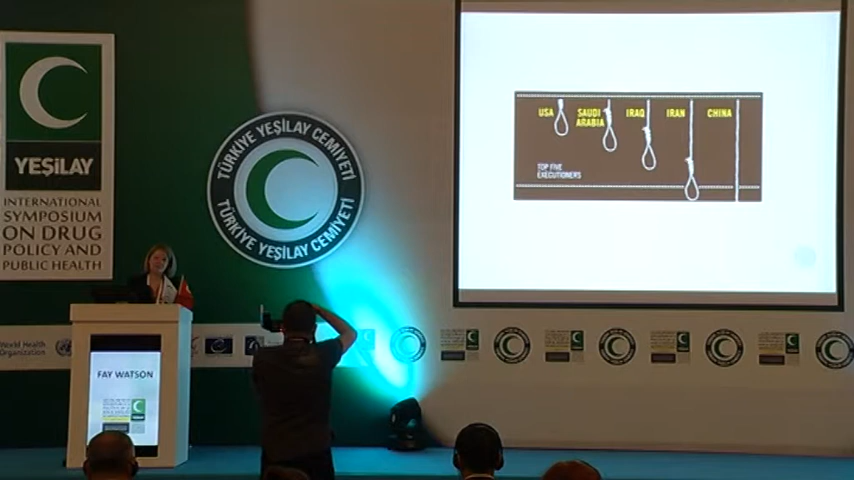 YEŞİLAY
INTERNATIONAL
SYMPOSIUM
ON DRUG
POLICY AND
PUBLIC HEALTH
TÜRKİYE YEŞİLAY CEMİYETİ
TÜRKİYE YEŞİLAY CEMİYETİ
USA
SAUDI
ARABIA
IRAQ
IRAN
CHINA
TOP FIVE
EXECUTIONERS
World Health
Organization
FAY WATSON